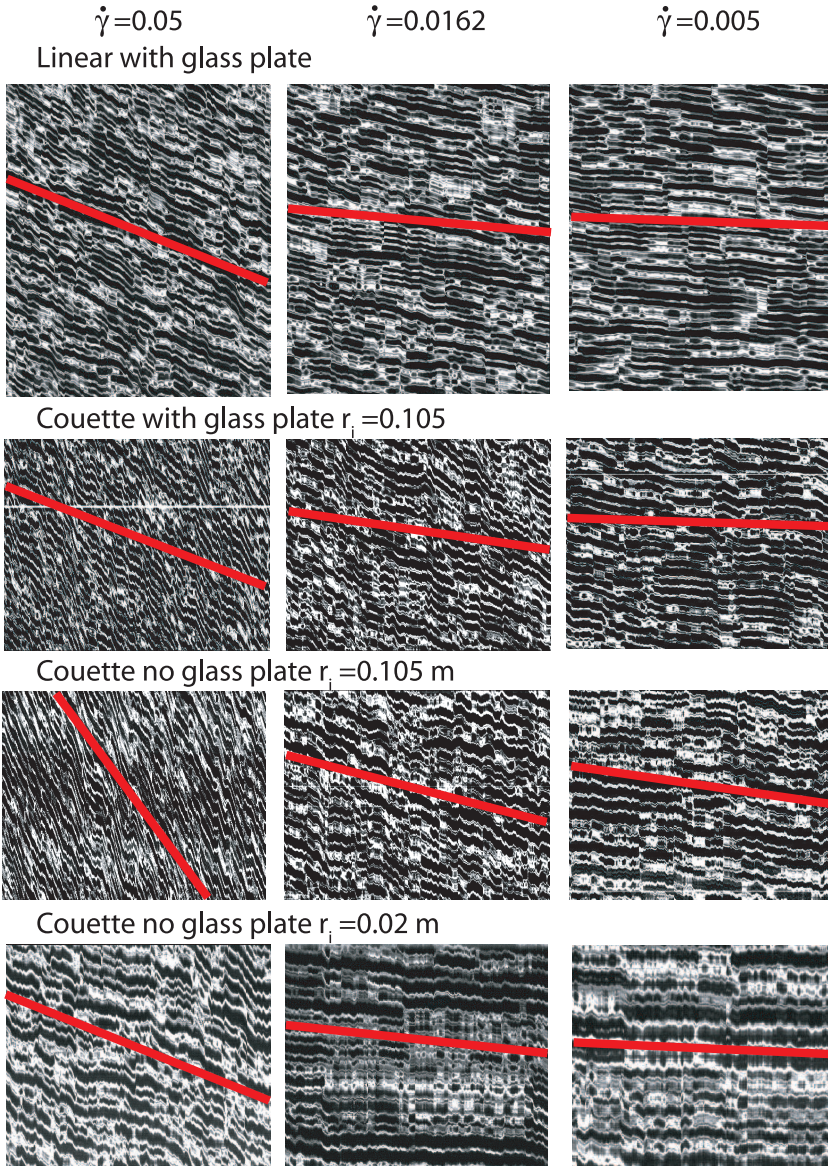 γ̇=0.05 γ̇=0.0162 γ̇=0.005
Linear with glass plate
Couette with glass plate rᵢ=0.105
Couette no glass plate rᵢ=0.105 m
Couette no glass plate rᵢ=0.02 m